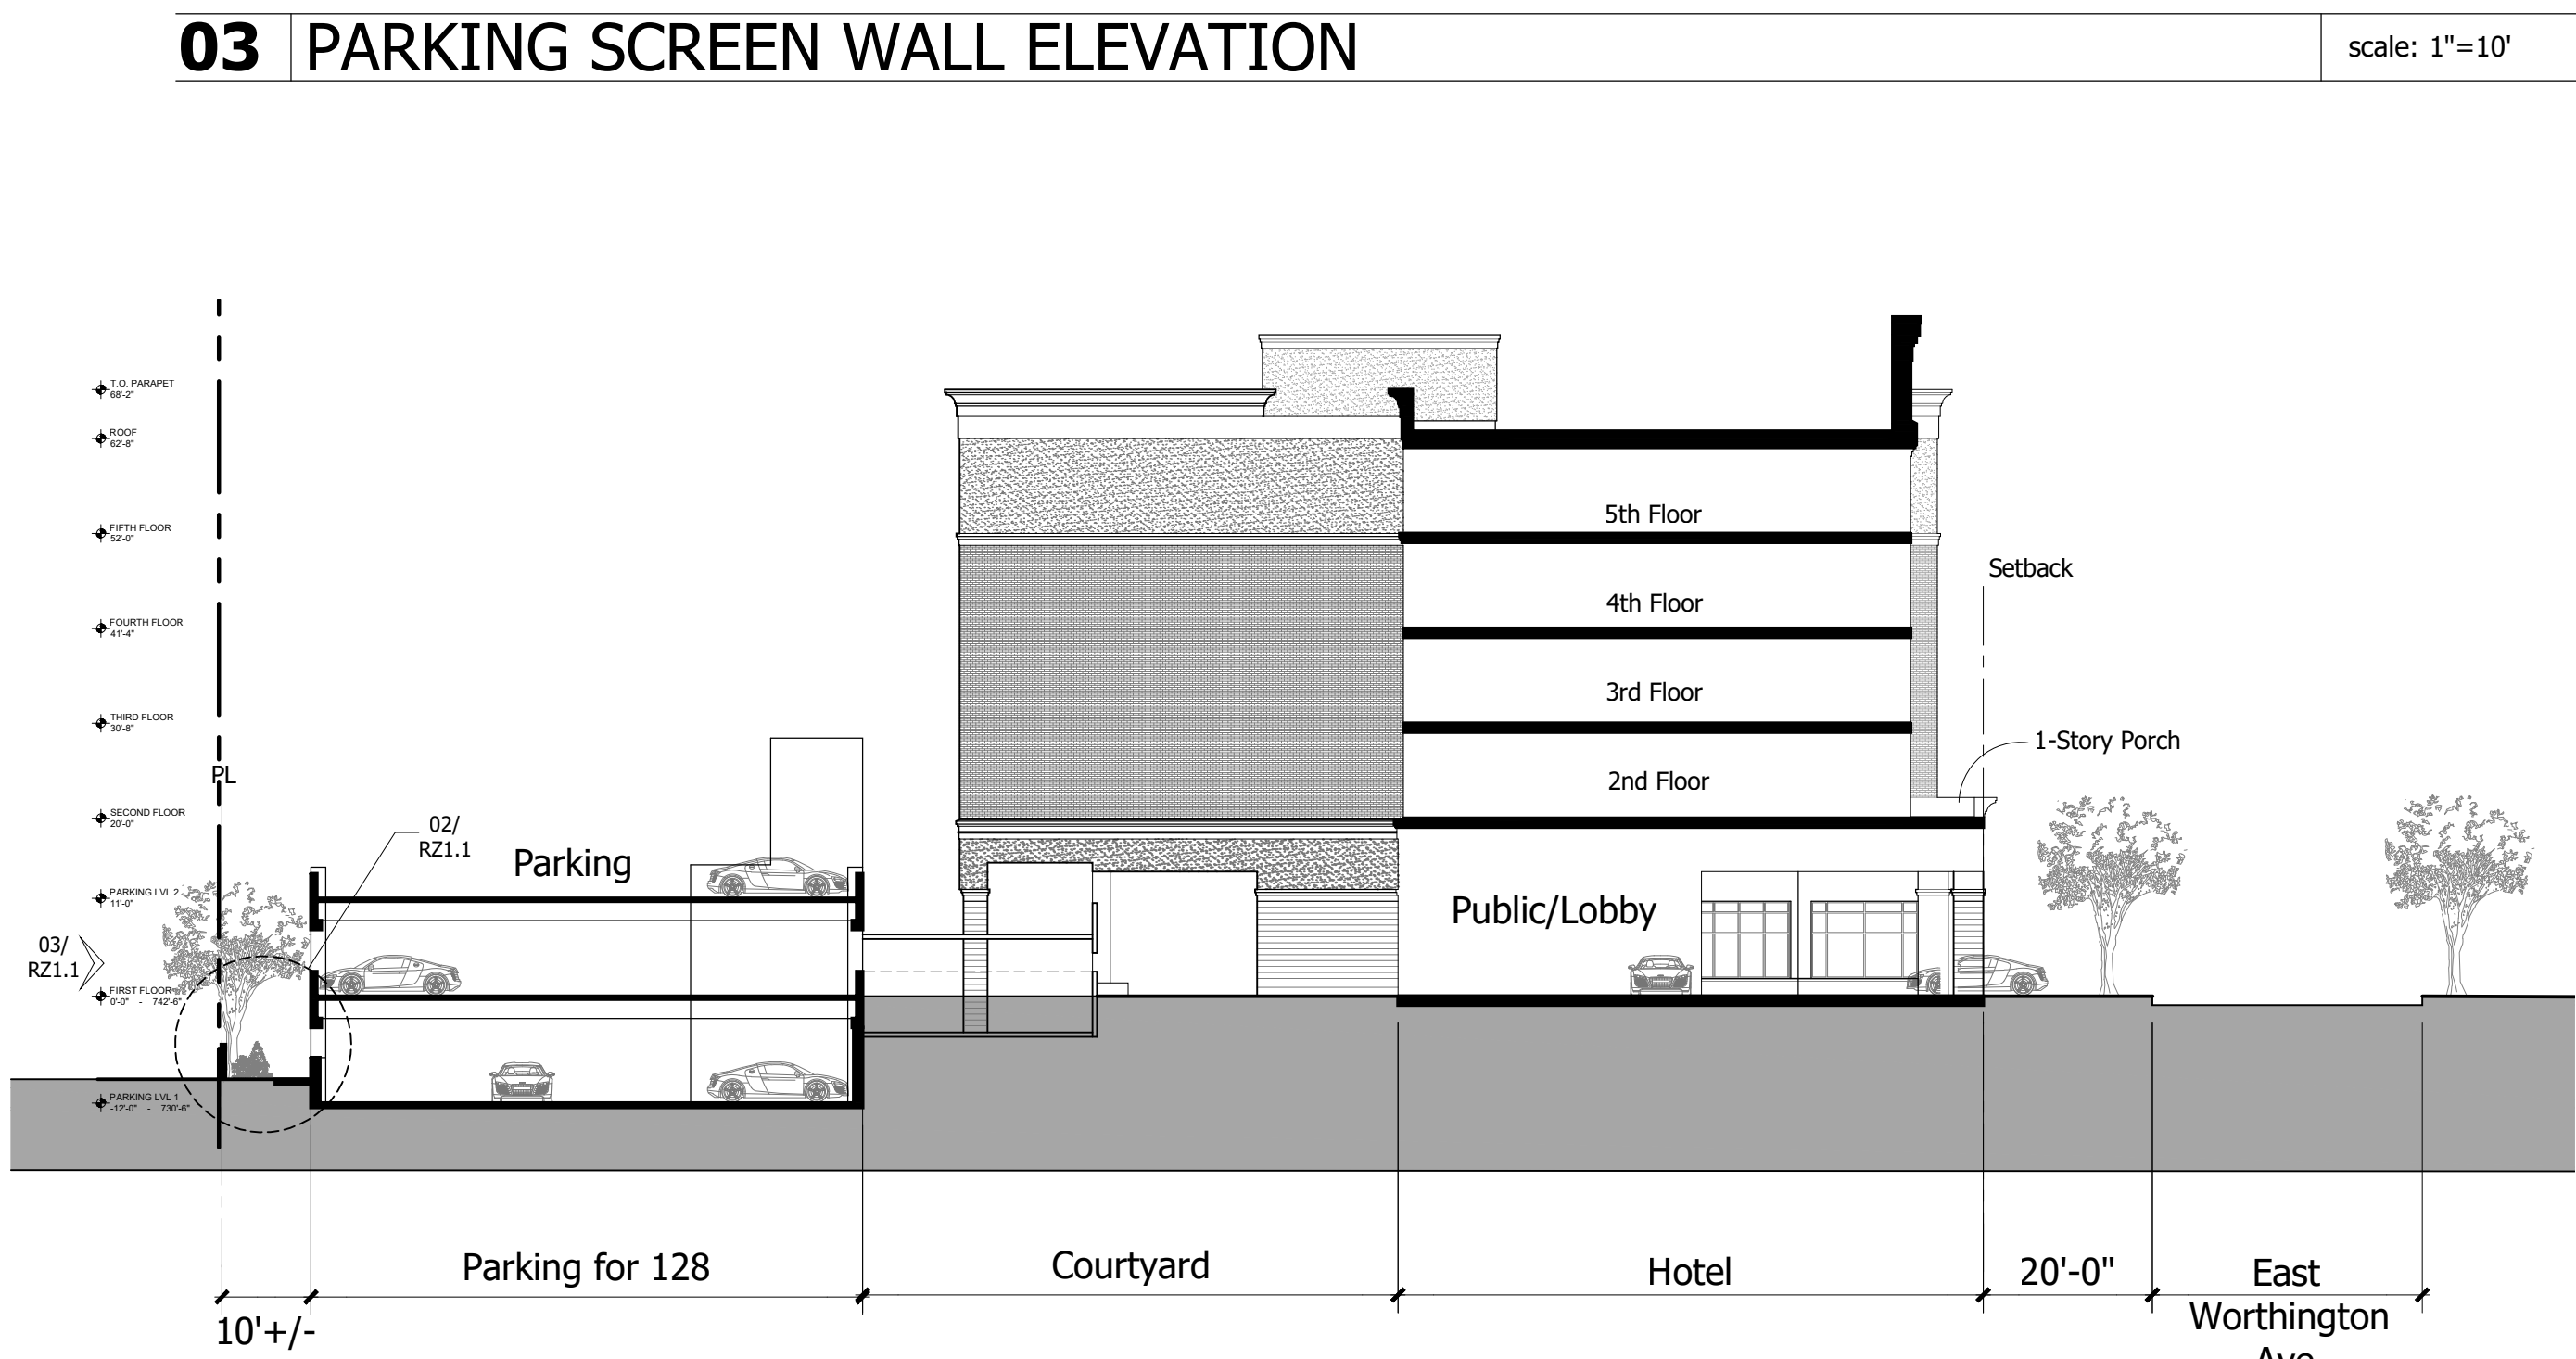 03 PARKING SCREEN WALL ELEVATION scale: 1"=10'
T.O. PARAPET
68'-2"
ROOF
62'-8"
5th Floor
FIFTH FLOOR
52'-0"
Setback
4th Floor
FOURTH FLOOR
41'-4"
3rd Floor
THIRD FLOOR
30'-8"
1-Story Porch
PL
2nd Floor
SECOND FLOOR
20'-0"
02/
RZ1.1
Parking
PARKING LVL 2
11'-0"
Public/Lobby
03/
RZ1.1
FIRST FLOOR
0'-0" - 742'-6"
PARKING LVL 1
-12'-0" - 730'-6"
10'+/-
Parking for 128
Courtyard
Hotel
20'-0"
East
Worthington
Ave